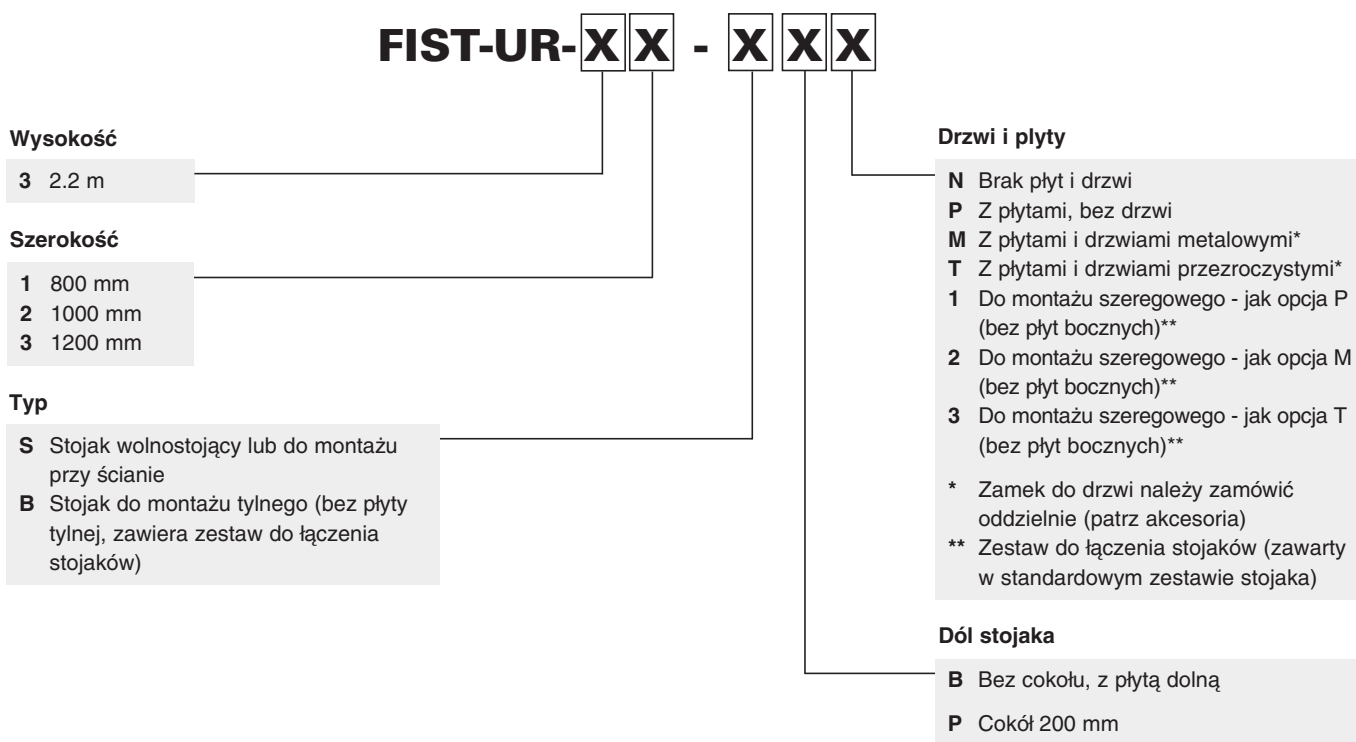 FIST-UR-XX - XXX
Wysokość
3 2.2 m
Szerokość
1 800 mm
2 1000 mm
3 1200 mm
Typ
S Stojak wolnostojący lub do montażu
przy ścianie
B Stojak do montażu tylnego (bez płyty
tylnej, zawiera zestaw do łączenia
stojaków)
Drzwi i plyty
N Brak płyt i drzwi
P Z płytami, bez drzwi
M Z płytami i drzwiami metalowymi*
T Z płytami i drzwiami przezroczystymi*
1 Do montażu szeregowego - jak opcja P
(bez płyt bocznych)**
2 Do montażu szeregowego - jak opcja M
(bez płyt bocznych)**
3 Do montażu szeregowego - jak opcja T
(bez płyt bocznych)**
* Zamek do drzwi należy zamówić
oddzielnie (patrz akcesoria)
** Zestaw do łączenia stojaków (zawarty
w standardowym zestawie stojaka)
Dól stojaka
B Bez cokołu, z płytą dolną
P Cokół 200 mm